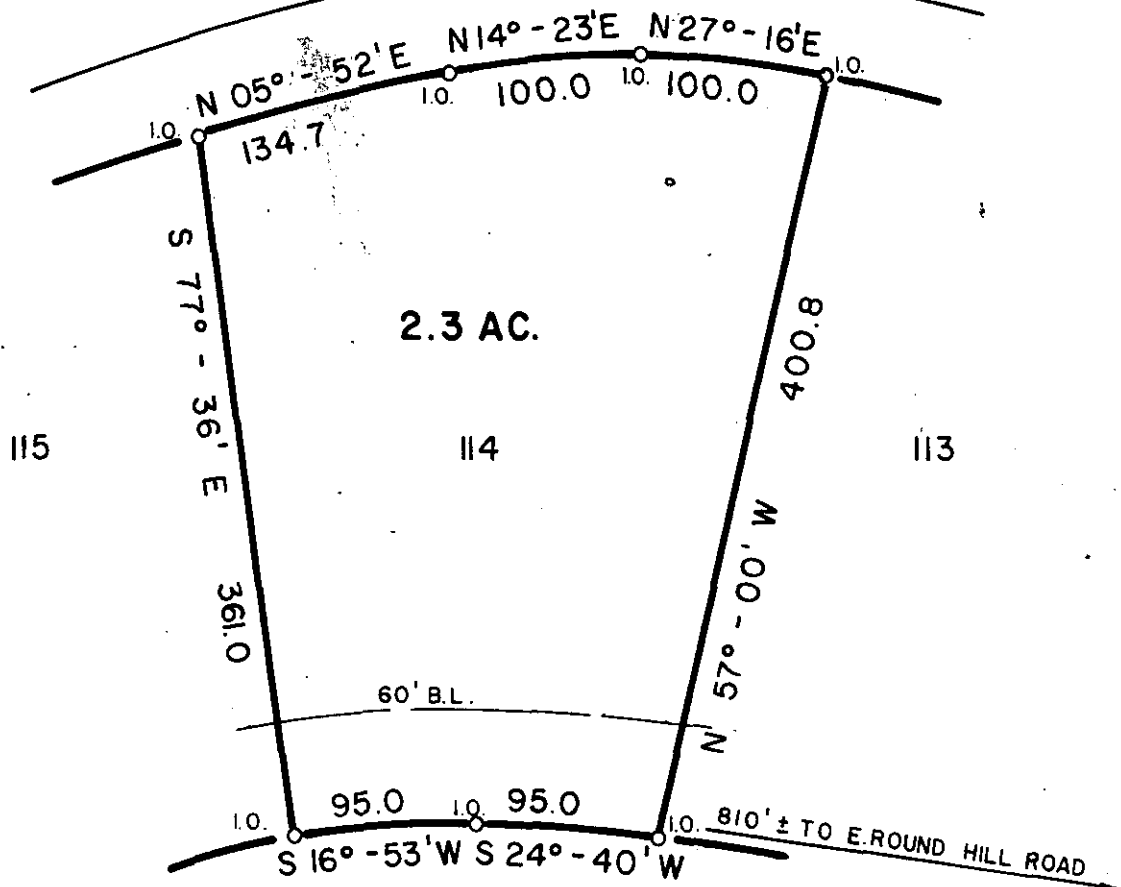 N 05° - 52' E
N 14° - 23' E
N 27° - 16' E
I.O.
134.7
I.O.
100.0
I.O.
100.0
I.O.
S 77° - 36' E
361.0
2.3 AC.
400.8
N 57° - 00' W
115
114
113
60' B.L.
I.O.
95.0
I.O.
95.0
I.O.
S 16° - 53' W
S 24° - 40' W
810' ± TO E. ROUND HILL ROAD